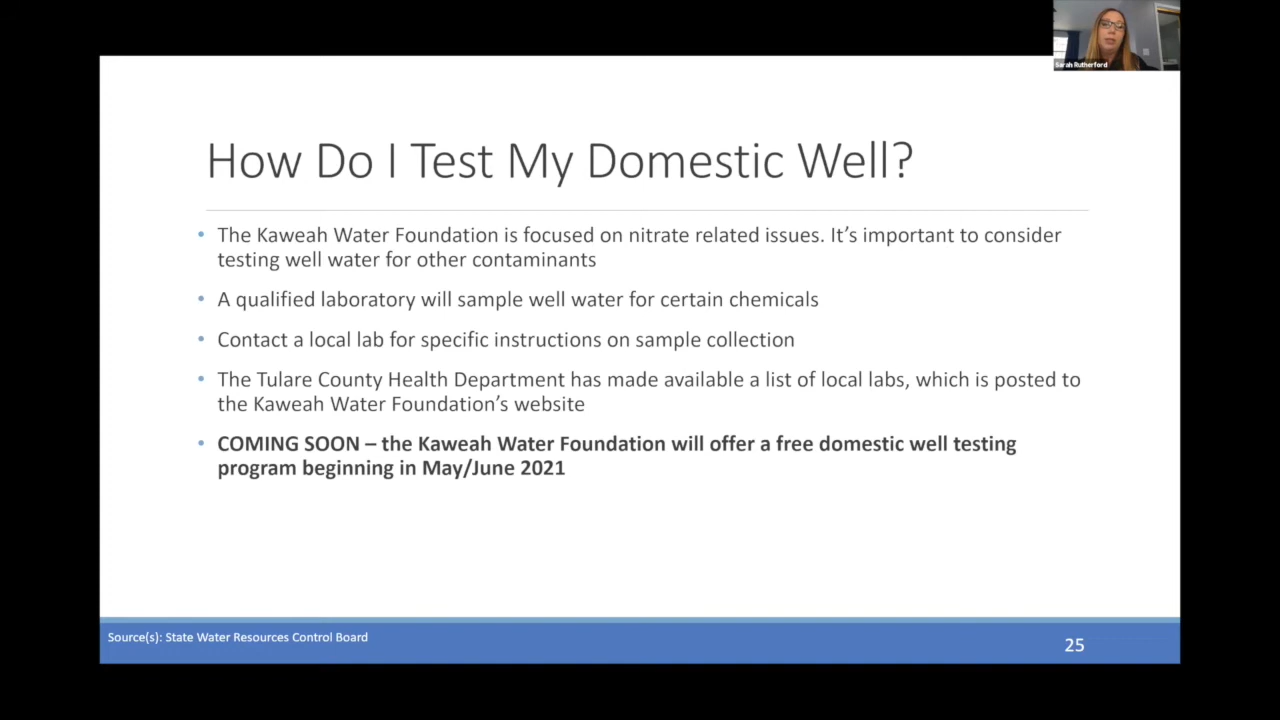 Sarah Rutherford
How Do I Test My Domestic Well?
• The Kaweah Water Foundation is focused on nitrate related issues. It’s important to consider
testing well water for other contaminants
• A qualified laboratory will sample well water for certain chemicals
• Contact a local lab for specific instructions on sample collection
• The Tulare County Health Department has made available a list of local labs, which is posted to
the Kaweah Water Foundation’s website
• COMING SOON – the Kaweah Water Foundation will offer a free domestic well testing
program beginning in May/June 2021
Source(s): State Water Resources Control Board
25